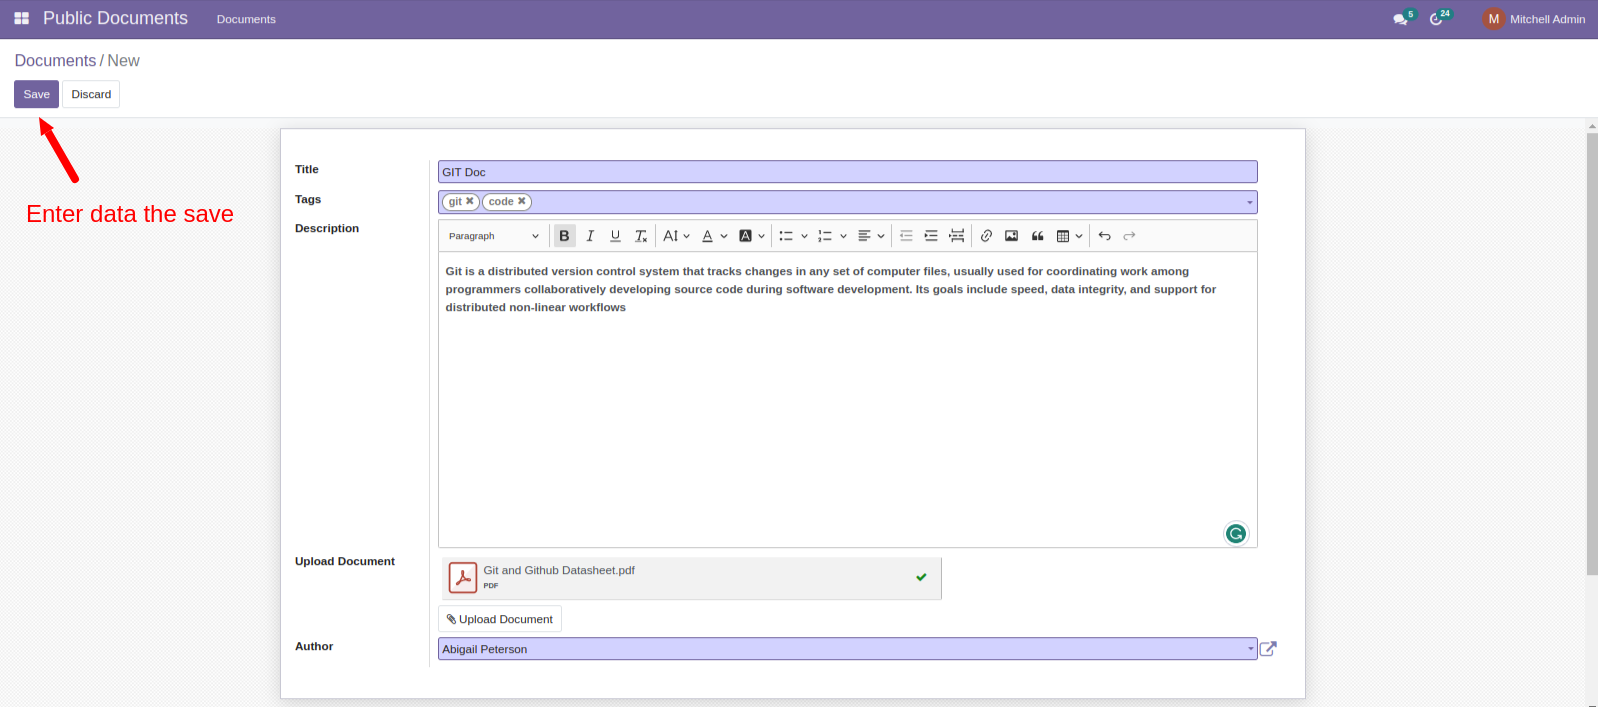 Public Documents Documents 5 24 M Mitchell Admin
Documents / New
Save Discard
Enter data the save
Title GIT Doc
Tags git code
Description
Paragraph B I U A A
Git is a distributed version control system that tracks changes in any set of computer files, usually used for coordinating work among
programmers collaboratively developing source code during software development. Its goals include speed, data integrity, and support for
distributed non-linear workflows
Upload Document
Git and Github Datasheet.pdf
PDF
Upload Document
Author Abigail Peterson